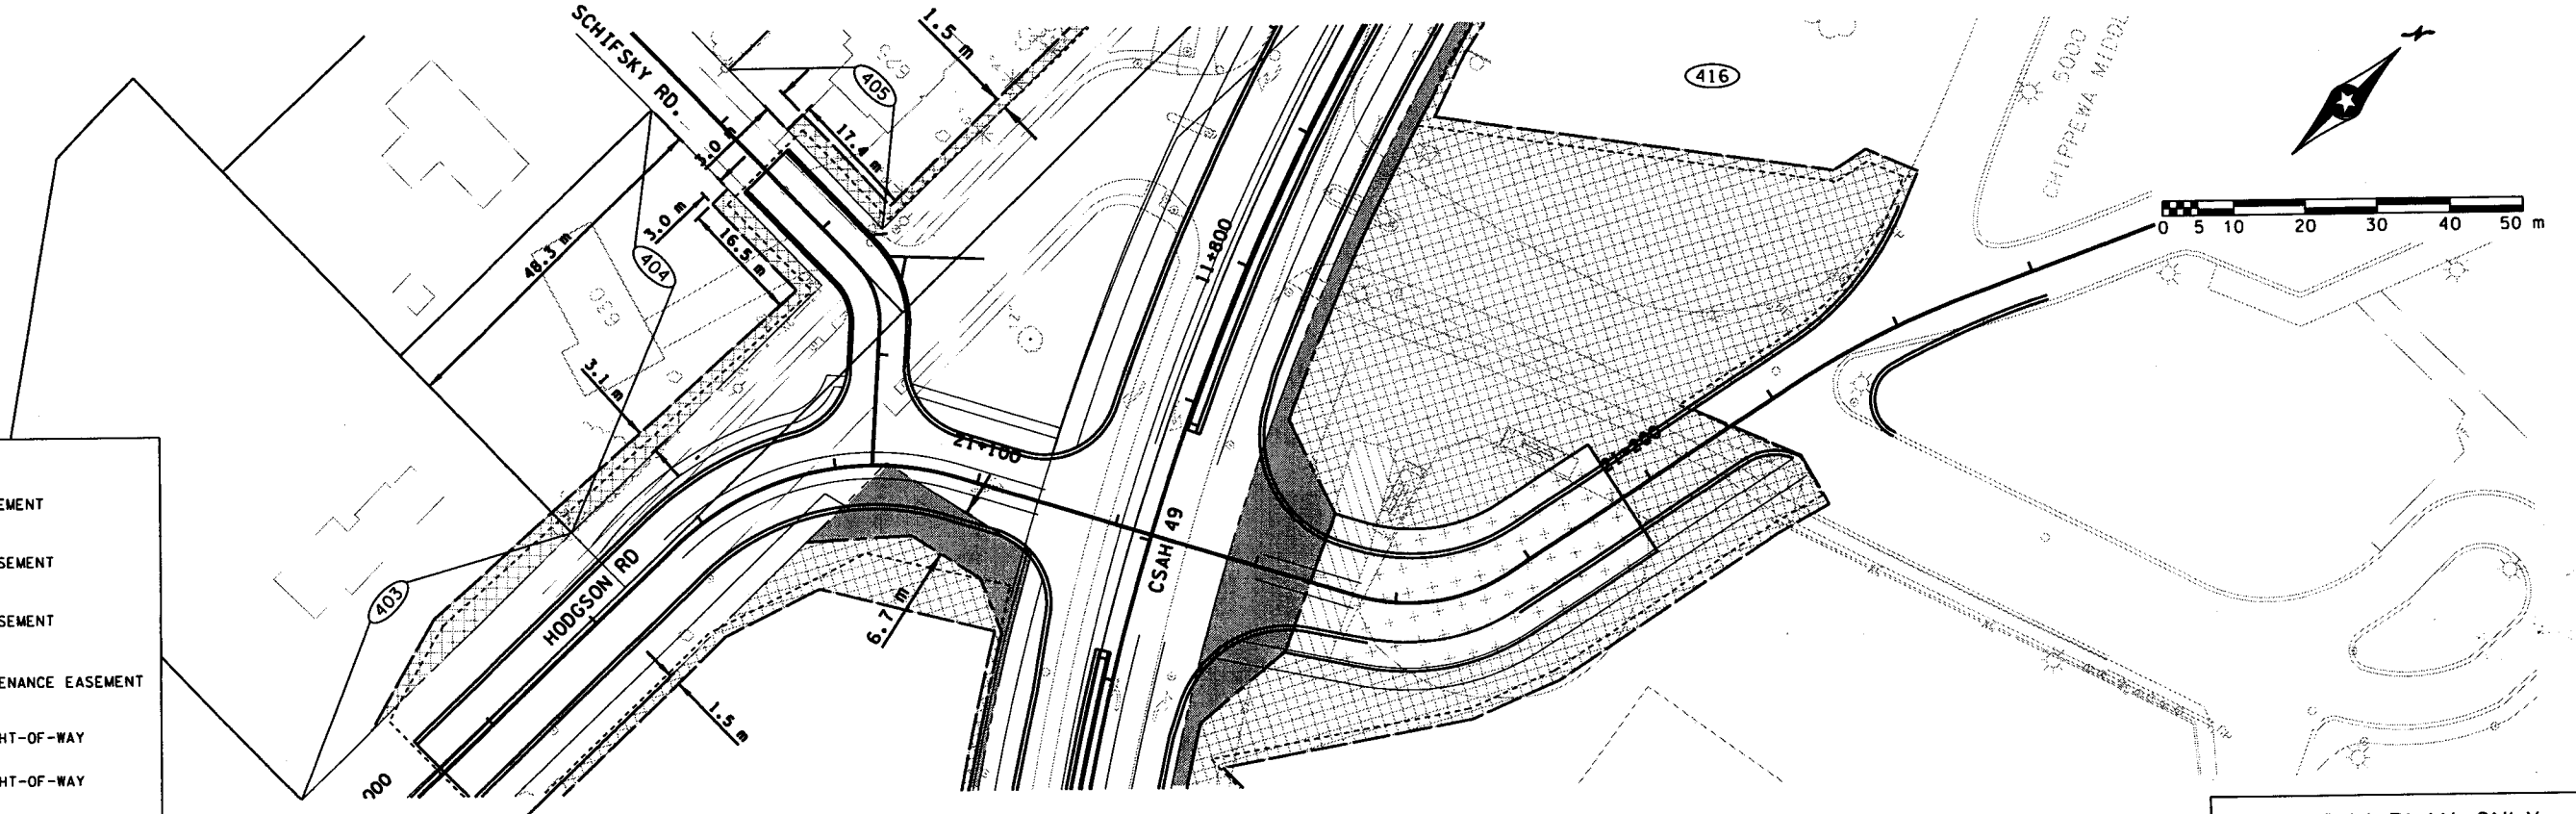 SCHIFSKY RD.
1.5 m
405
625
416
5000
CHIPPEWA MIDDL
N
17.4 m
3.0
3.0 m
16.5 m
404
48.3 m
630
3.1 m
11+800
0 5 10 20 30 40 50 m
21+100
CSAH 49
HODGSON RD
6.7 m
403
1.5 m
000
EMENT
SEMENT
SEMENT
ENANCE EASEMENT
HT-OF-WAY
HT-OF-WAY